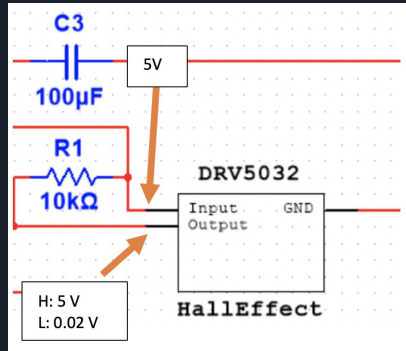 C3
5V
100µF
R1
10kΩ
DRV5032
Input GND
Output
H: 5 V
L: 0.02 V
HallEffect